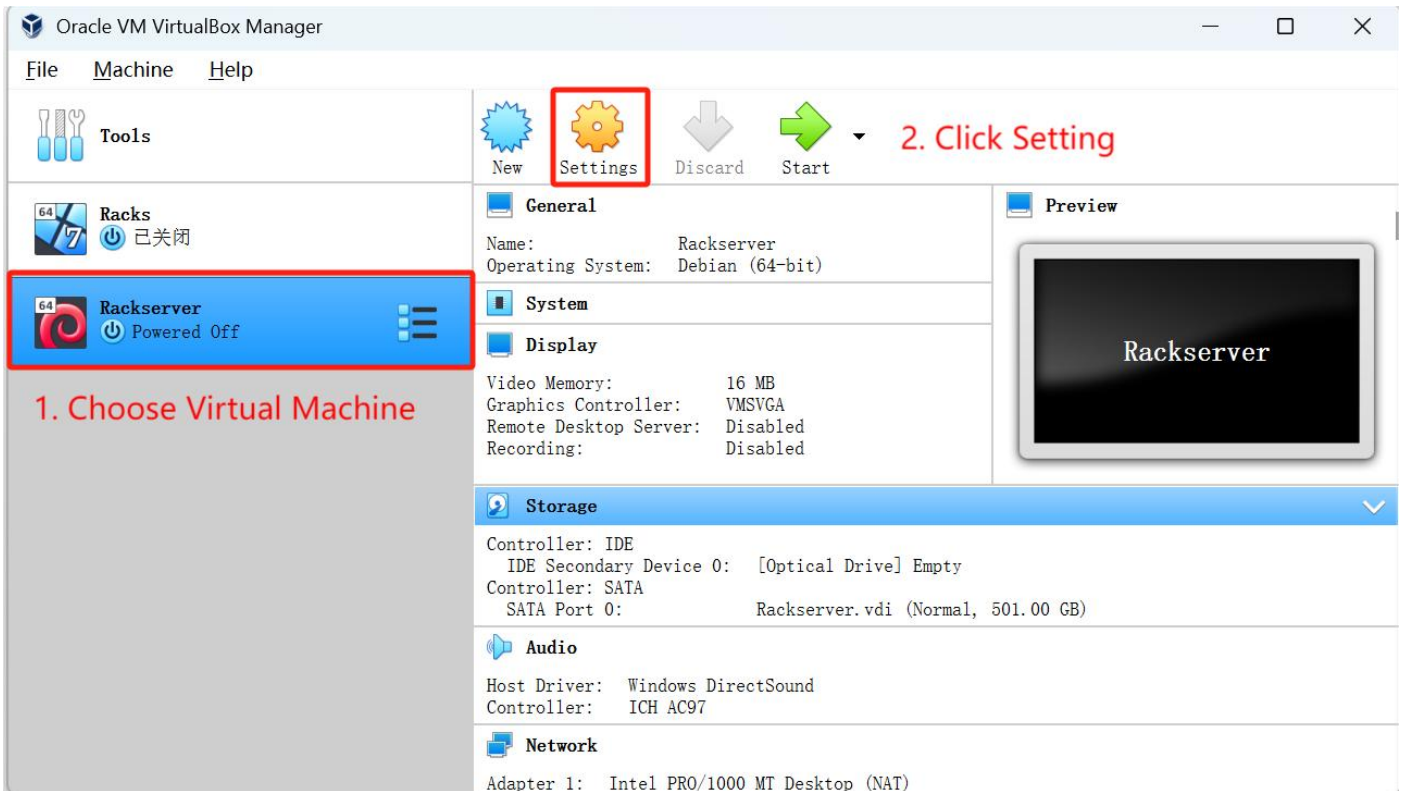 Oracle VM VirtualBox Manager
File Machine Help
Tools
New Settings Discard Start
2. Click Setting
64
7
Racks
已关闭
64
Rackserver
Powered Off
1. Choose Virtual Machine
General
Name: Rackserver
Operating System: Debian (64-bit)
System
Display
Video Memory: 16 MB
Graphics Controller: VMSVGA
Remote Desktop Server: Disabled
Recording: Disabled
Preview
Rackserver
Storage
Controller: IDE
IDE Secondary Device 0: [Optical Drive] Empty
Controller: SATA
SATA Port 0: Rackserver.vdi (Normal, 501.00 GB)
Audio
Host Driver: Windows DirectSound
Controller: ICH AC97
Network
Adapter 1: Intel PRO/1000 MT Desktop (NAT)